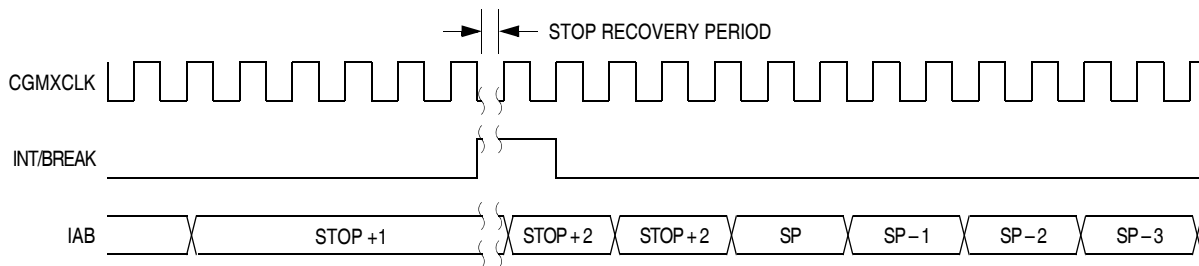 STOP RECOVERY PERIOD
CGMXCLK
INT/BREAK
IAB STOP +1 STOP + 2 STOP + 2 SP SP – 1 SP – 2 SP – 3